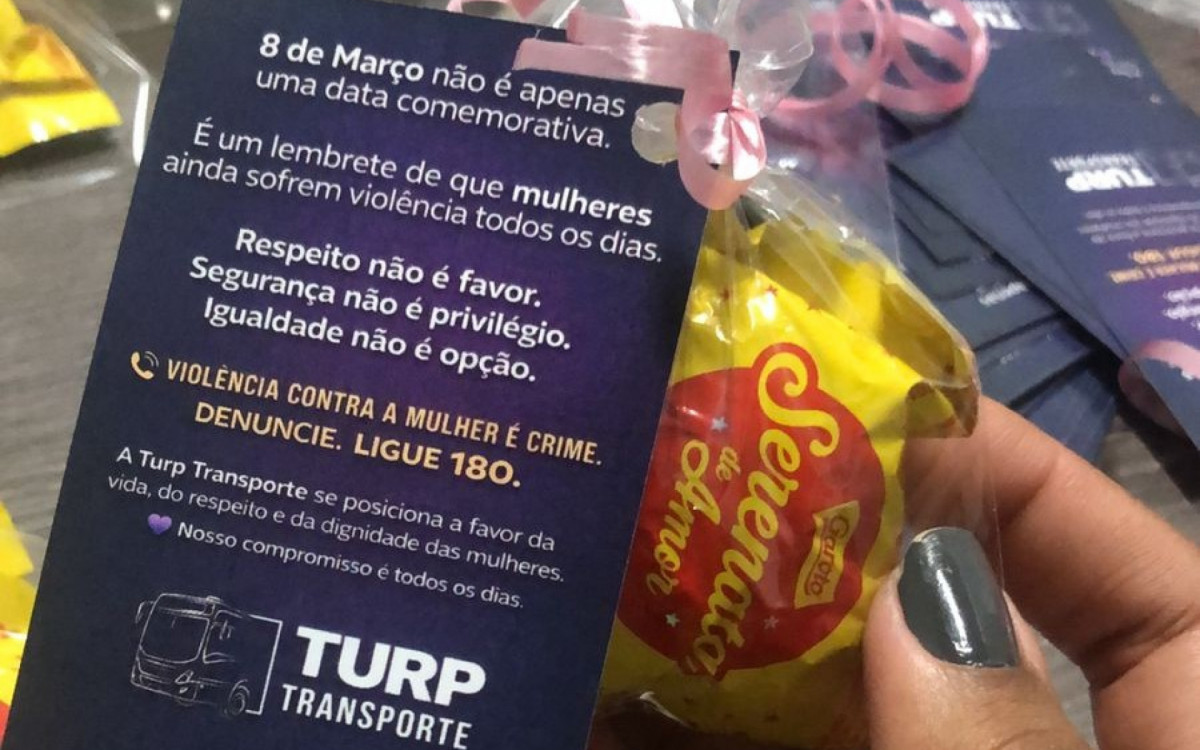 8 de Março não é apenas
uma data comemorativa.
É um lembrete de que mulheres
ainda sofrem violência todos os dias.
Respeito não é favor.
Segurança não é privilégio.
Igualdade não é opção.
VIOLÊNCIA CONTRA A MULHER É CRIME.
DENUNCIE. LIGUE 180.
A Turp Transporte se posiciona a favor da
vida, do respeito e da dignidade das mulheres.
Nosso compromisso é todos os dias.
TURP
TRANSPORTE
Serenata
de
Amor
Garoto
TURP
TURP
TRANSPORTE